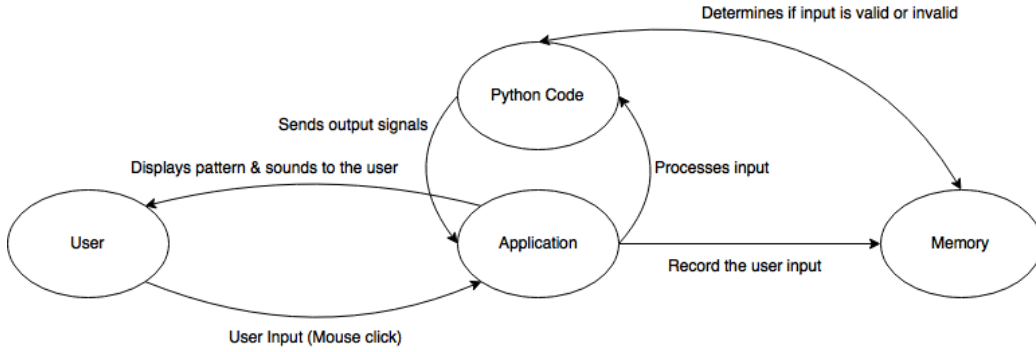 Determines if input is valid or invalid
Python Code
Sends output signals
Displays pattern & sounds to the user
Processes input
User
Application
Memory
Record the user input
User Input (Mouse click)